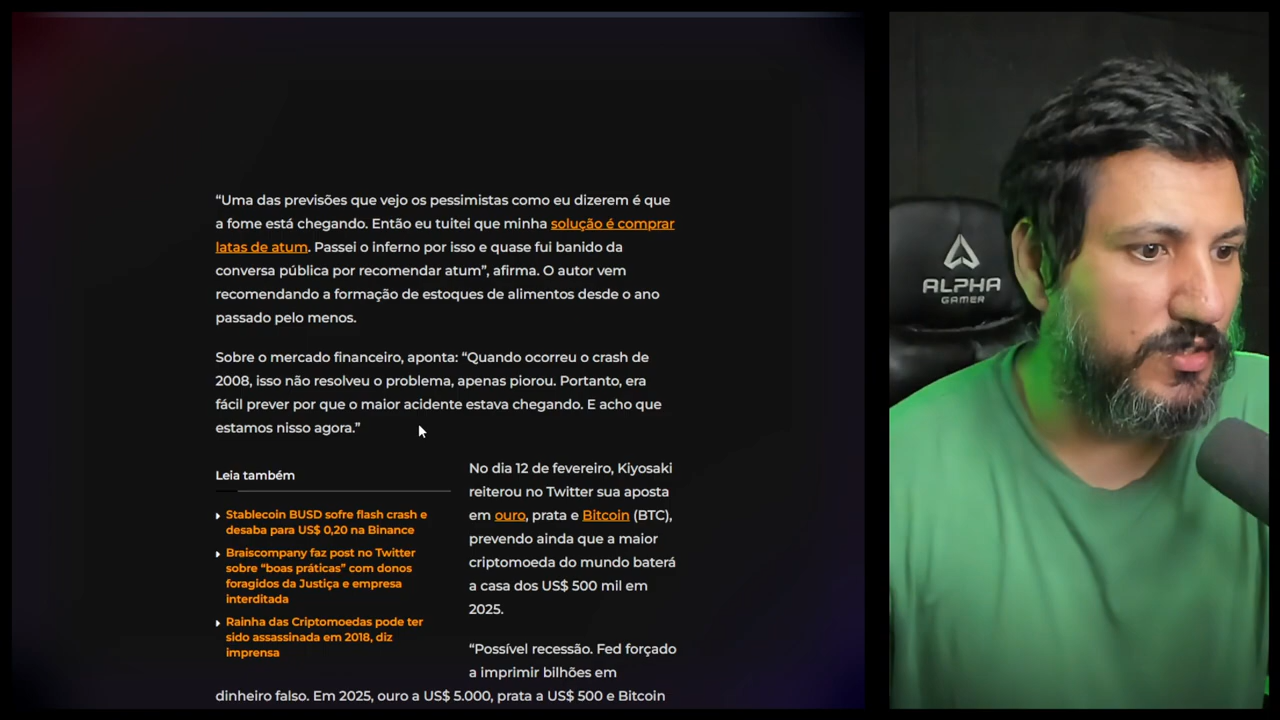 “Uma das previsões que vejo os pessimistas como eu dizerem é que
a fome está chegando. Então eu tuitei que minha solução é comprar
latas de atum. Passei o inferno por isso e quase fui banido da
conversa pública por recomendar atum”, afirma. O autor vem
recomendando a formação de estoques de alimentos desde o ano
passado pelo menos.
Sobre o mercado financeiro, aponta: “Quando ocorreu o crash de
2008, isso não resolveu o problema, apenas piorou. Portanto, era
fácil prever por que o maior acidente estava chegando. E acho que
estamos nisso agora.”
Leia também
Stablecoin BUSD sofre flash crash e
desaba para US$ 0,20 na Binance
Braiscompany faz post no Twitter
sobre “boas práticas” com donos
foragidos da Justiça e empresa
interditada
Rainha das Criptomoedas pode ter
sido assassinada em 2018, diz
imprensa
No dia 12 de fevereiro, Kiyosaki
reiterou no Twitter sua aposta
em ouro, prata e Bitcoin (BTC),
prevendo ainda que a maior
criptomoeda do mundo baterá
a casa dos US$ 500 mil em
2025.
“Possível recessão. Fed forçado
a imprimir bilhões em
dinheiro falso. Em 2025, ouro a US$ 5.000, prata a US$ 500 e Bitcoin
ALPHA
GAMER